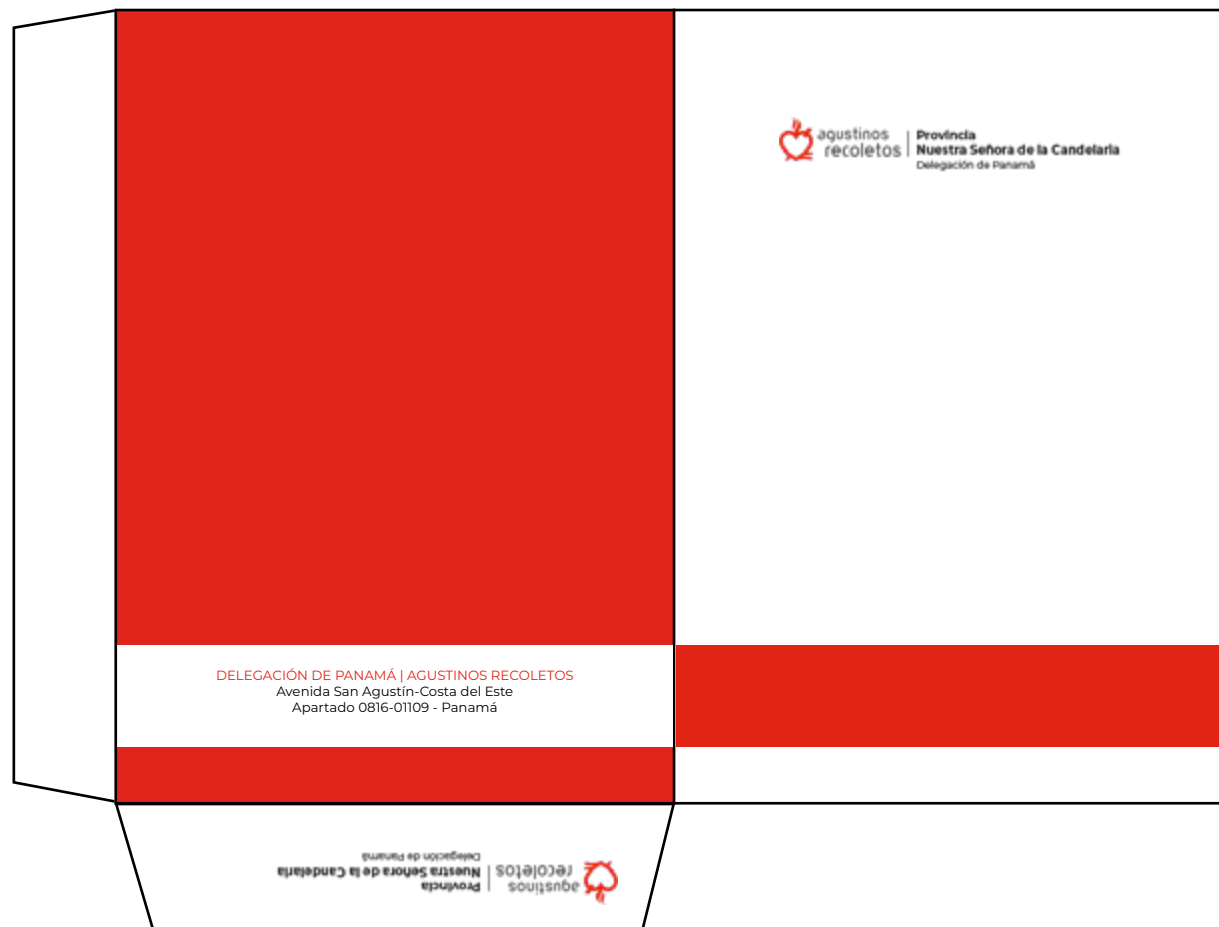 agustinos
recoletos
Provincia
Nuestra Señora de la Candelaria
Delegación de Panamá
DELEGACIÓN DE PANAMÁ | AGUSTINOS RECOLETOS
Avenida San Agustín-Costa del Este
Apartado 0816-01109 - Panamá
agustinos
recoletos
Provincia
Nuestra Señora de la Candelaria
Delegación de Panamá